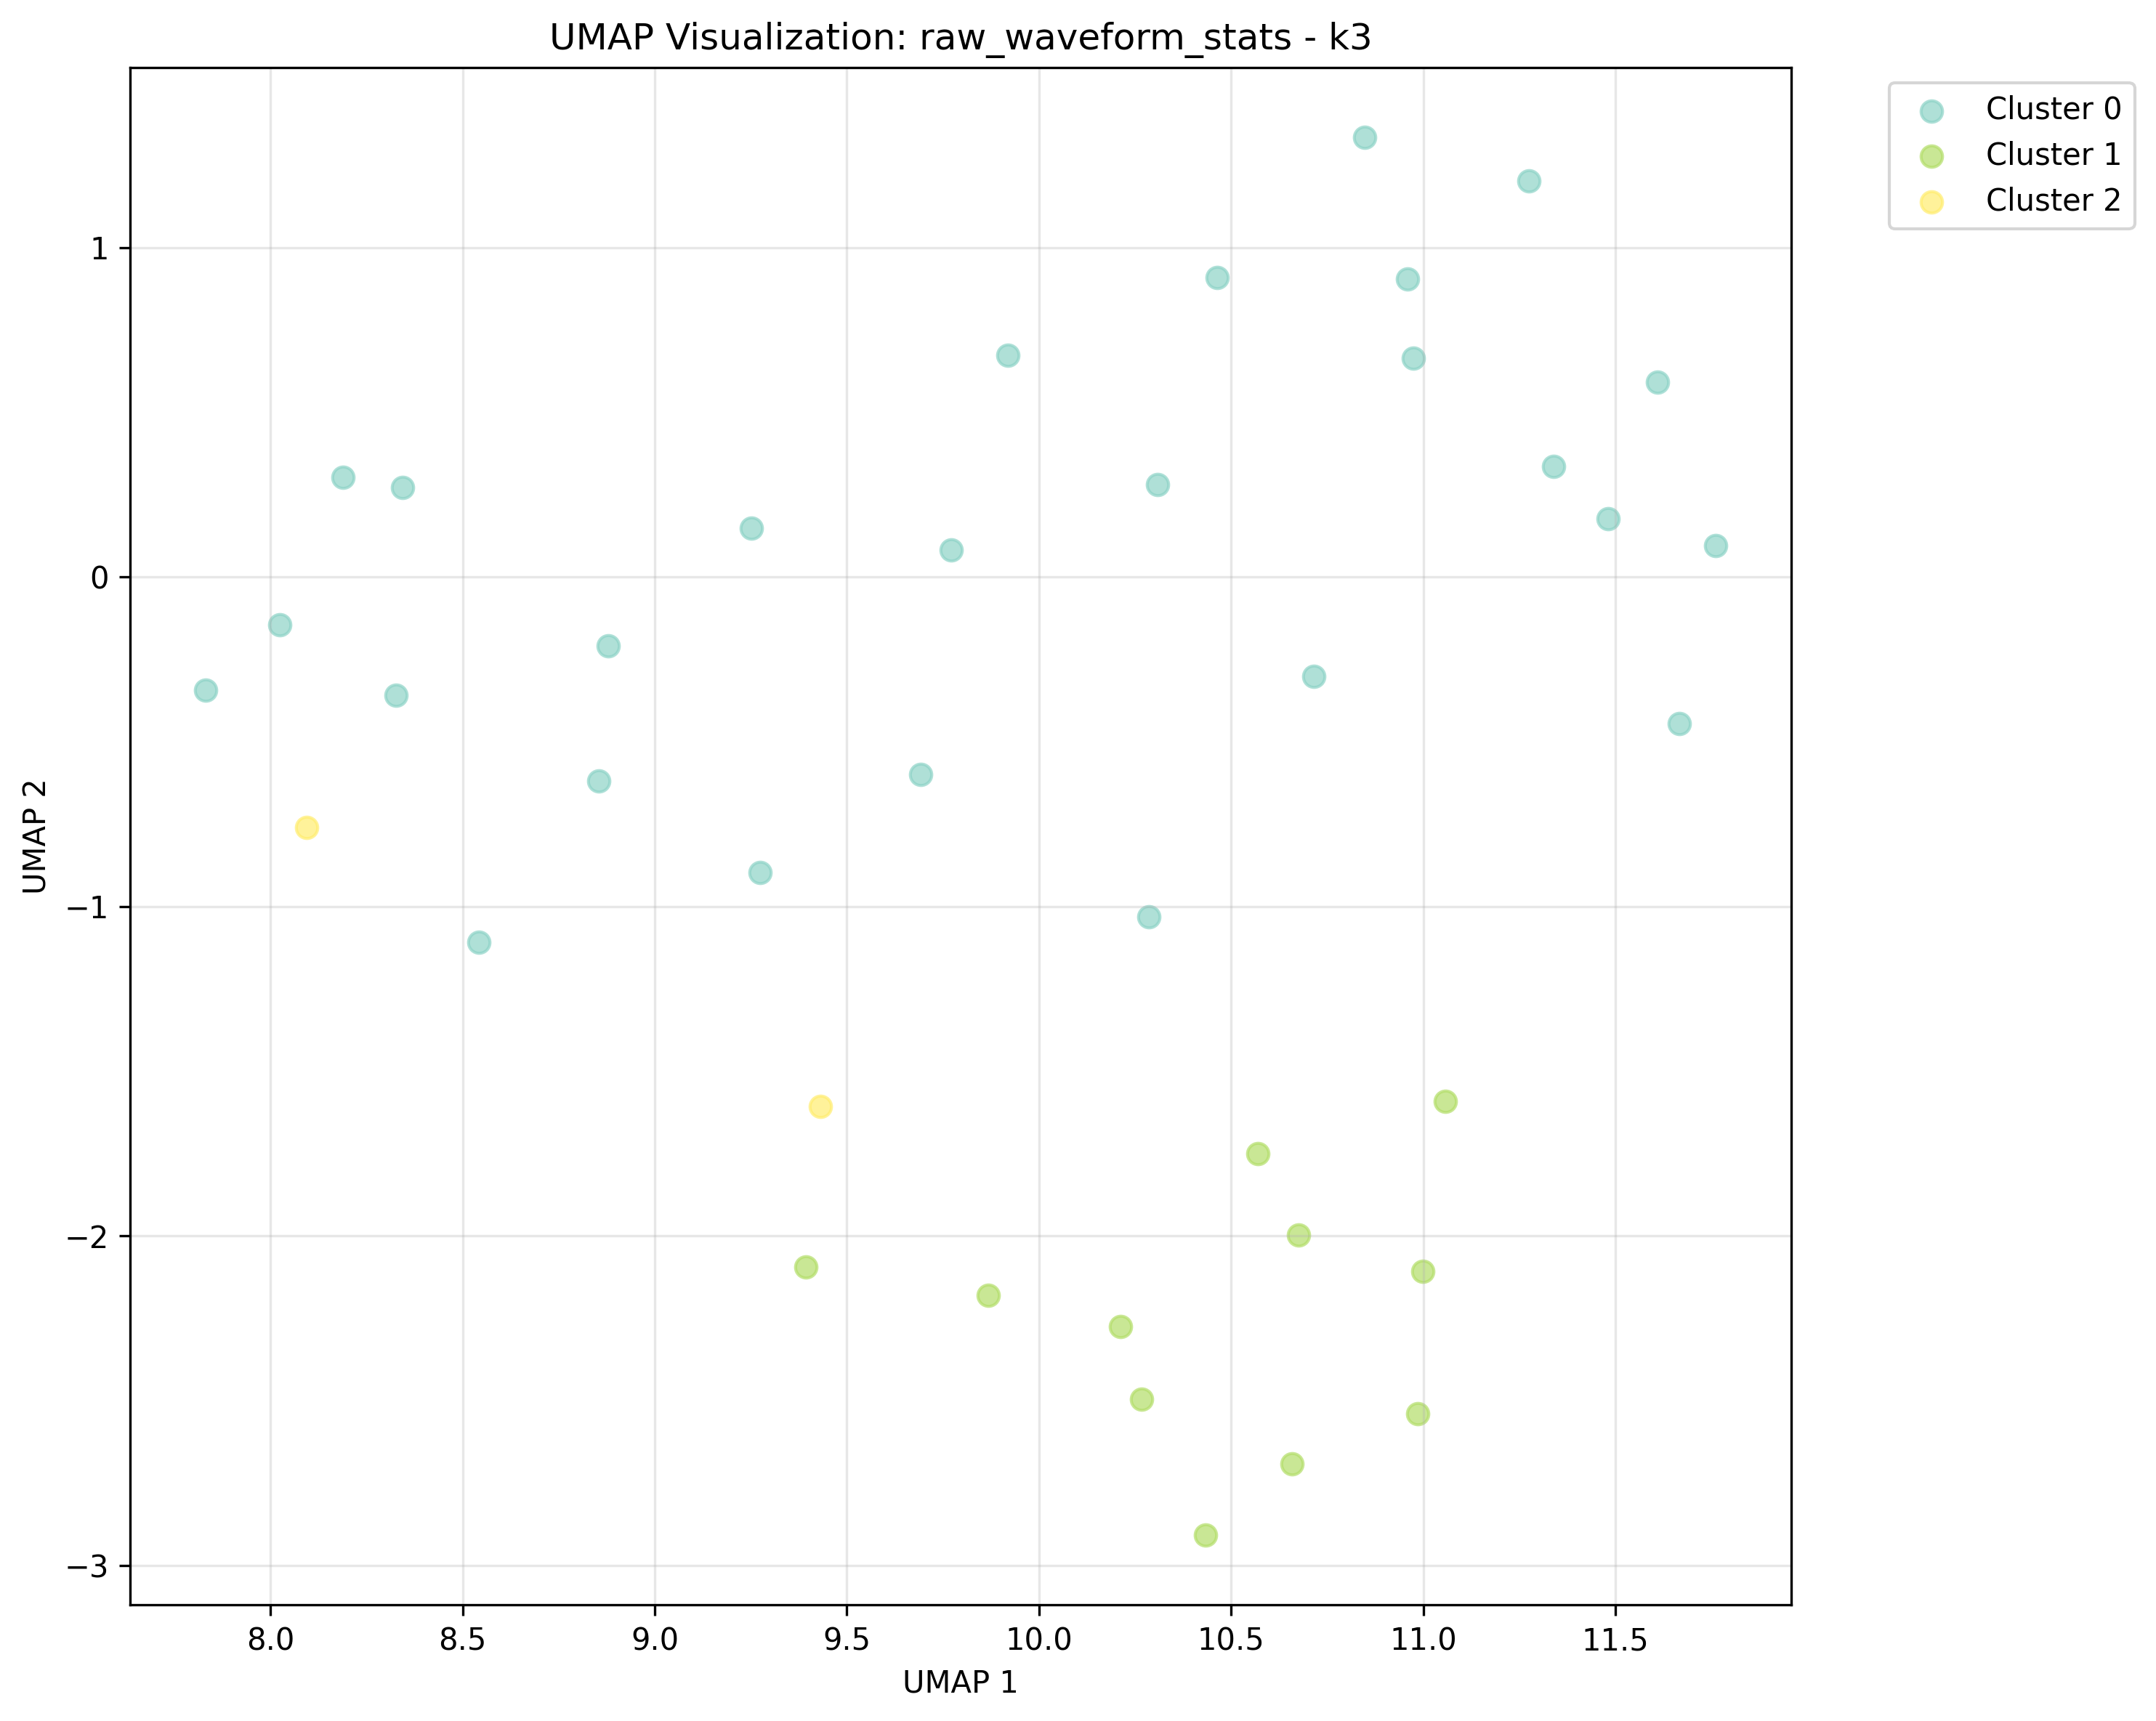 UMAP Visualization: raw_waveform_stats - k3
Cluster 0
Cluster 1
Cluster 2
UMAP 2
1
0
−1
−2
−3
8.0 8.5 9.0 9.5 10.0 10.5 11.0 11.5
UMAP 1